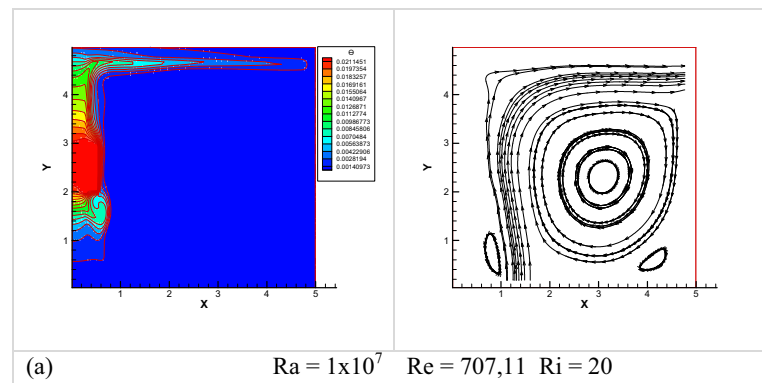 Θ
0.0211451
0.0197354
0.0183257
0.0169161
0.0155064
0.0140967
0.0126871
0.0112774
0.00986773
0.00845806
0.0070484
0.00563873
0.00422906
0.0028194
0.00140973
4
3
2
1
Y
1 2 3 4 5
X
4
3
2
1
Y
1 2 3 4 5
X
(a) Ra = 1x10⁷ Re = 707,11 Ri = 20